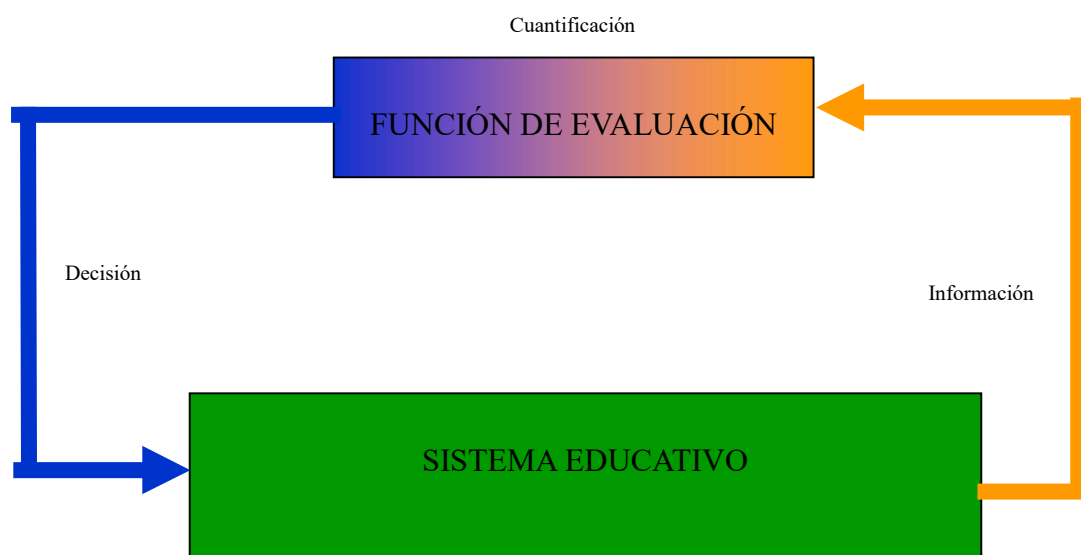 Cuantificación
FUNCIÓN DE EVALUACIÓN
Decisión
Información
SISTEMA EDUCATIVO